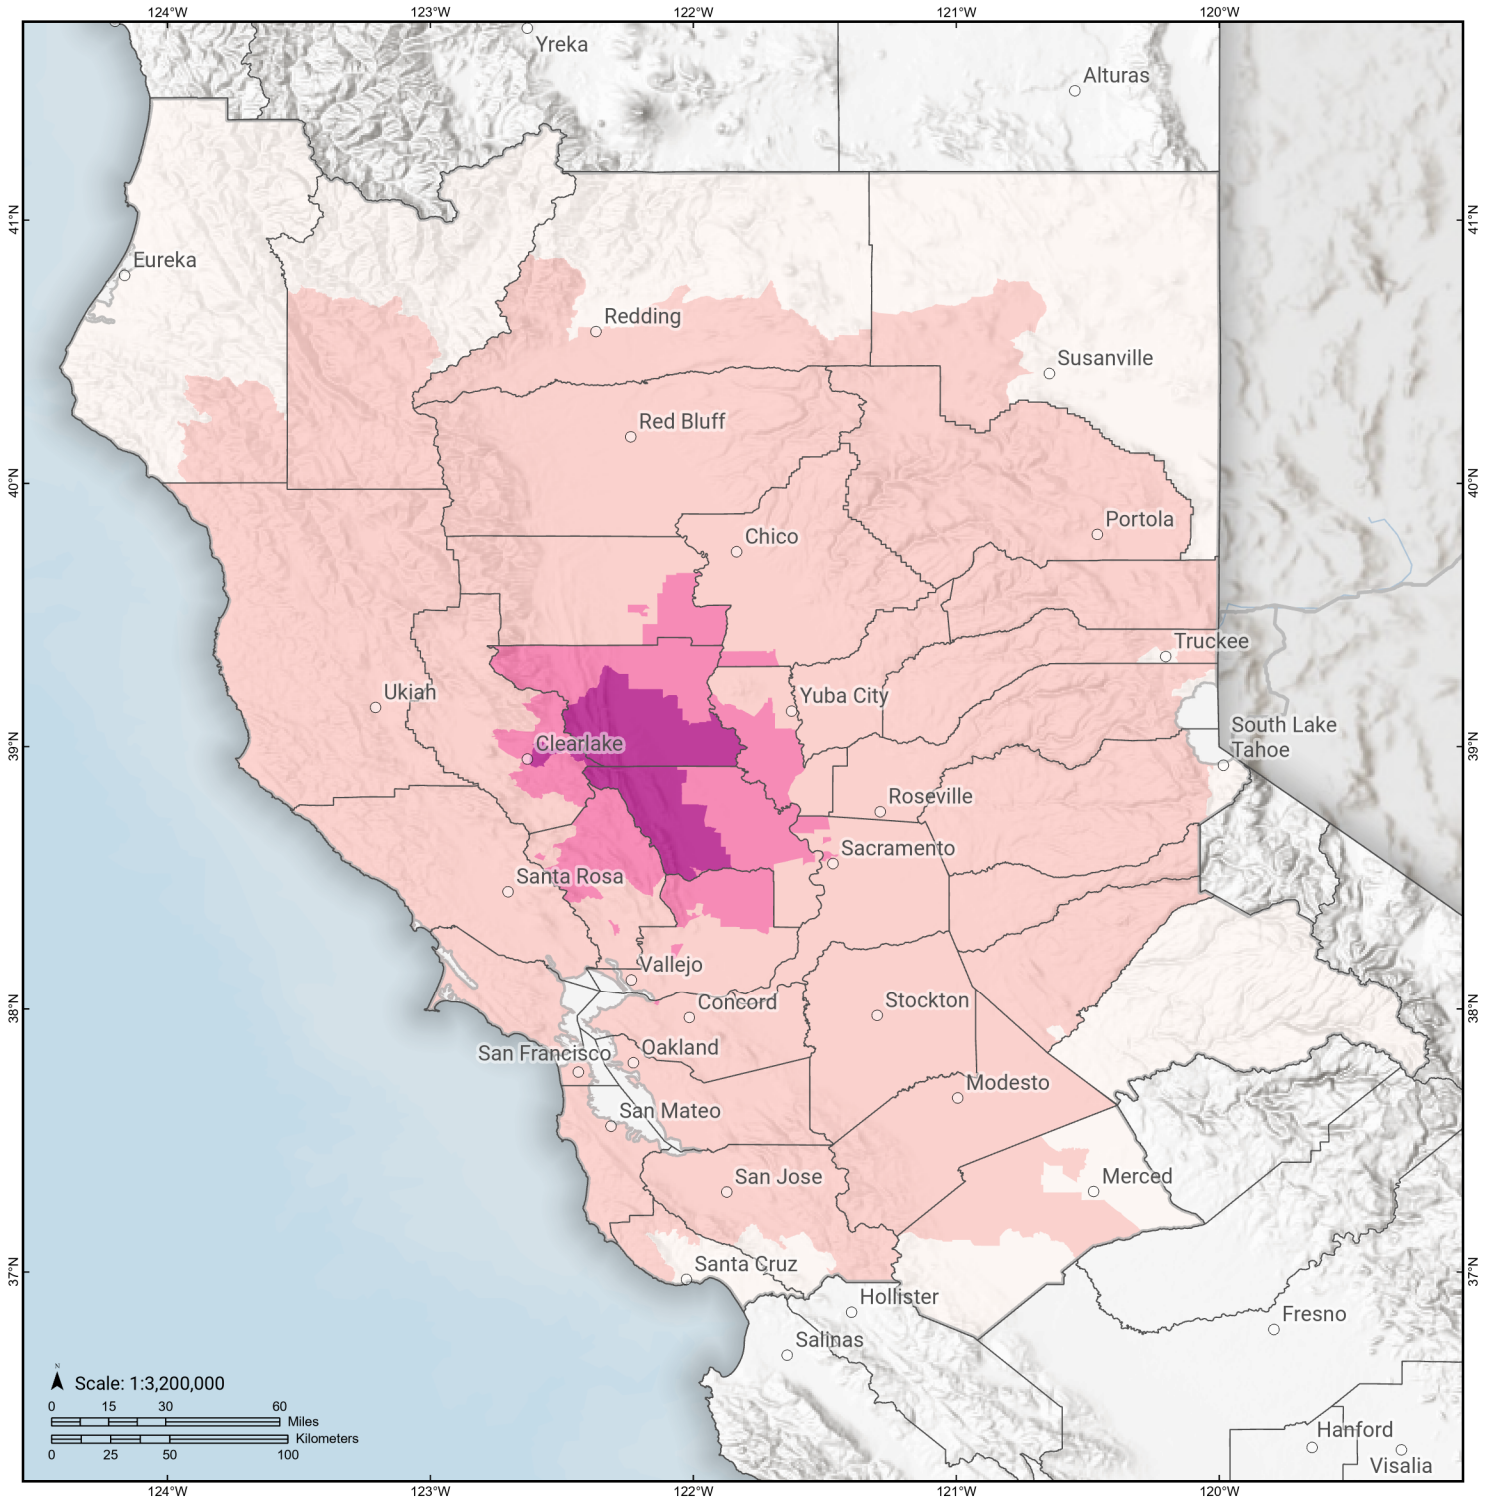 124°W 123°W 122°W 121°W 120°W
Yreka
Alturas
41°N 41°N
Eureka
Redding
Susanville
Red Bluff
40°N 40°N
Portola
Chico
Truckee
Ukiah
Yuba City
South Lake
Tahoe
39°N 39°N
Clearlake
Roseville
Sacramento
Santa Rosa
Vallejo
Concord
Stockton
38°N 38°N
Oakland
San Francisco
Modesto
San Mateo
San Jose
Merced
Santa Cruz
37°N 37°N
Hollister
Fresno
Salinas
N
Scale: 1:3,200,000
0 15 30 60
Miles
Kilometers
0 25 50 100
Hanford
Visalia
124°W 123°W 122°W 121°W 120°W